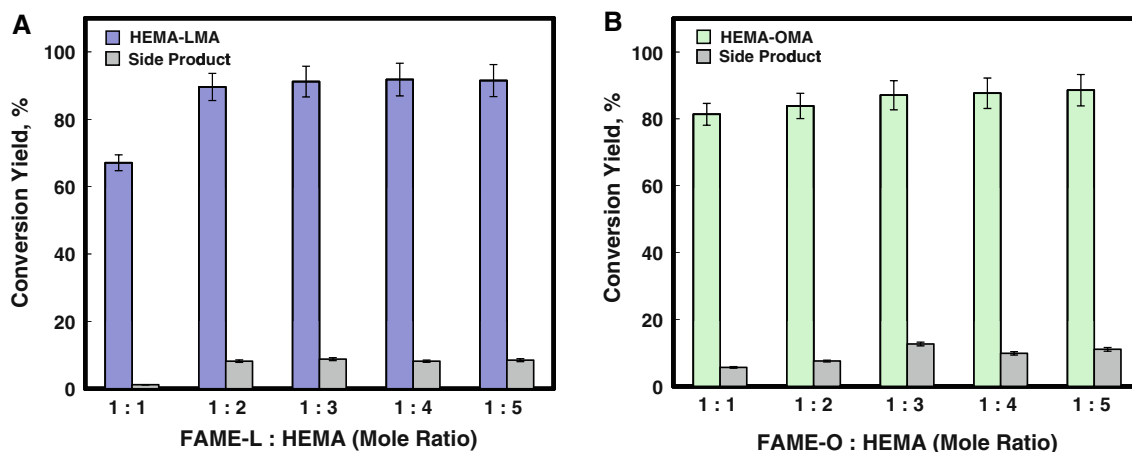 A
HEMA-LMA
Side Product
100
80
60
40
20
0
Conversion Yield, %
1 : 1 1 : 2 1 : 3 1 : 4 1 : 5
FAME-L : HEMA (Mole Ratio)
B
HEMA-OMA
Side Product
100
80
60
40
20
0
Conversion Yield, %
1 : 1 1 : 2 1 : 3 1 : 4 1 : 5
FAME-O : HEMA (Mole Ratio)